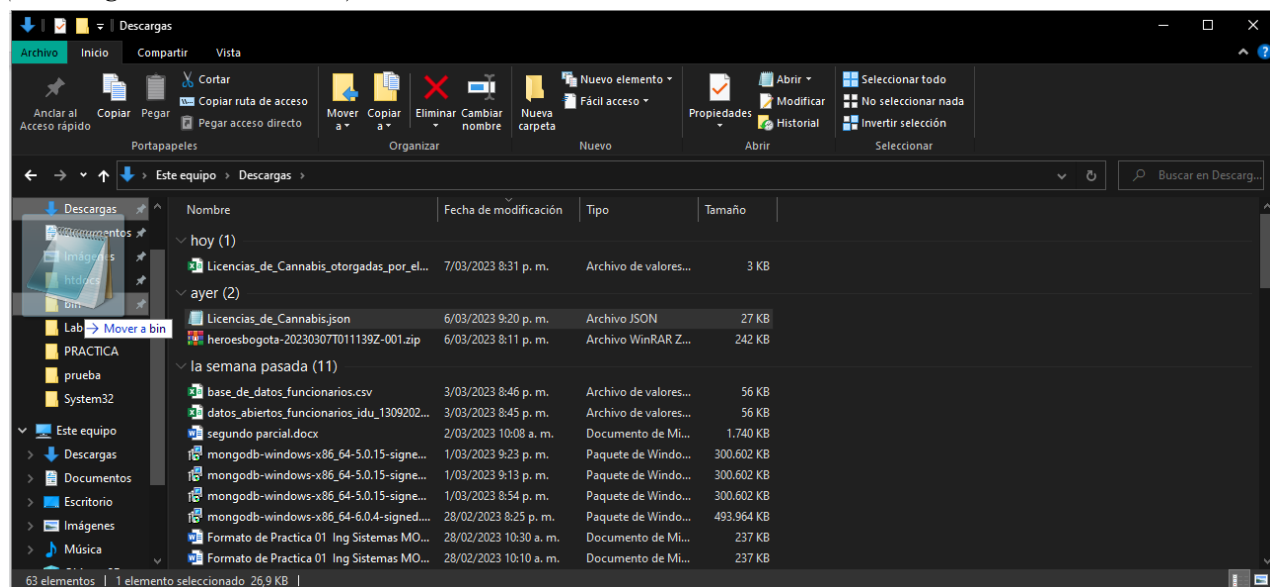 Descargas
Archivo Inicio Compartir Vista
Anclar al Acceso rápido
Copiar
Pegar
Cortar
Copiar ruta de acceso
Pegar acceso directo
Mover a
Copiar a
Eliminar
Cambiar nombre
Nueva carpeta
Nuevo elemento
Fácil acceso
Propiedades
Abrir
Modificar
Historial
Seleccionar todo
No seleccionar nada
Invertir selección
Portapapeles Organizar Nuevo Abrir Seleccionar
Este equipo > Descargas >
Buscar en Descarg...
Descargas
Imágenes
htdocs
bin
Lab
→ Mover a bin
PRACTICA
prueba
System32
Este equipo
Descargas
Documentos
Escritorio
Imágenes
Música
Nombre Fecha de modificación Tipo Tamaño
hoy (1)
Licencias_de_Cannabis_otorgadas_por_el... 7/03/2023 8:31 p. m. Archivo de valores... 3 KB
ayer (2)
Licencias_de_Cannabis.json 6/03/2023 9:20 p. m. Archivo JSON 27 KB
heroesbogota-20230307T011139Z-001.zip 6/03/2023 8:11 p. m. Archivo WinRAR Z... 242 KB
la semana pasada (11)
base_de_datos_funcionarios.csv 3/03/2023 8:46 p. m. Archivo de valores... 56 KB
datos_abiertos_funcionarios_idu_1309202... 3/03/2023 8:45 p. m. Archivo de valores... 56 KB
segundo parcial.docx 2/03/2023 10:08 a. m. Documento de Mi... 1.740 KB
mongodb-windows-x86_64-5.0.15-signe... 1/03/2023 9:23 p. m. Paquete de Windo... 300.602 KB
mongodb-windows-x86_64-5.0.15-signe... 1/03/2023 9:13 p. m. Paquete de Windo... 300.602 KB
mongodb-windows-x86_64-5.0.15-signe... 1/03/2023 8:54 p. m. Paquete de Windo... 300.602 KB
mongodb-windows-x86_64-6.0.4-signed.... 28/02/2023 8:25 p. m. Paquete de Windo... 493.964 KB
Formato de Practica 01 Ing Sistemas MO... 28/02/2023 10:30 a. m. Documento de Mi... 237 KB
Formato de Practica 01 Ing Sistemas MO... 28/02/2023 10:10 a. m. Documento de Mi... 237 KB
63 elementos | 1 elemento seleccionado 26,9 KB |